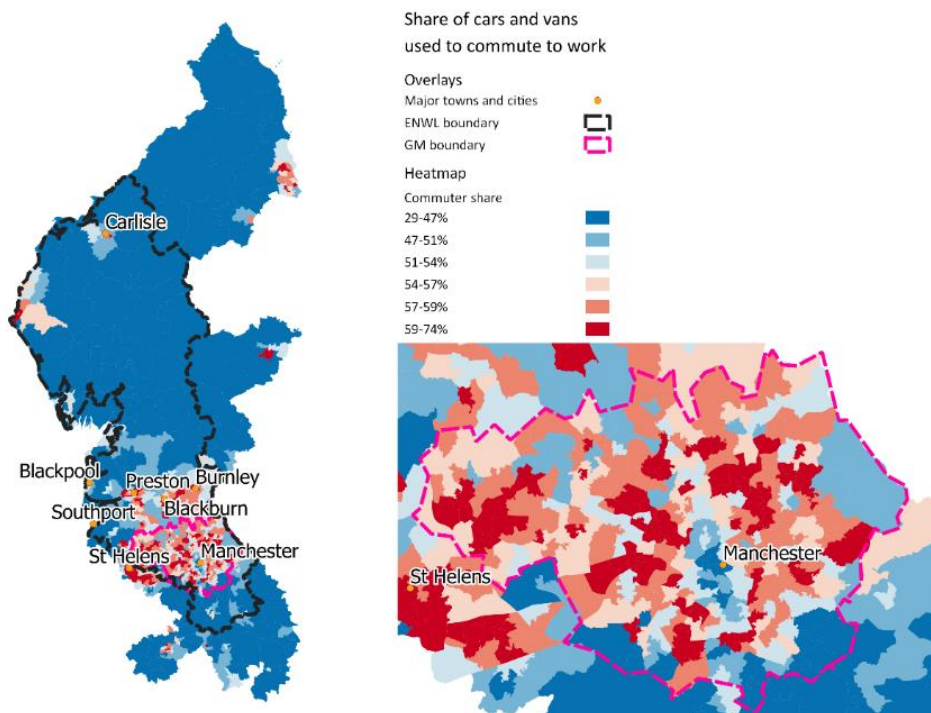 Share of cars and vans
used to commute to work
Overlays
Major towns and cities
ENWL boundary
GM boundary
Heatmap
Commuter share
29-47%
47-51%
51-54%
54-57%
57-59%
59-74%
Carlisle
Blackpool
Preston
Burnley
Southport
Blackburn
St Helens
Manchester
St Helens
Manchester